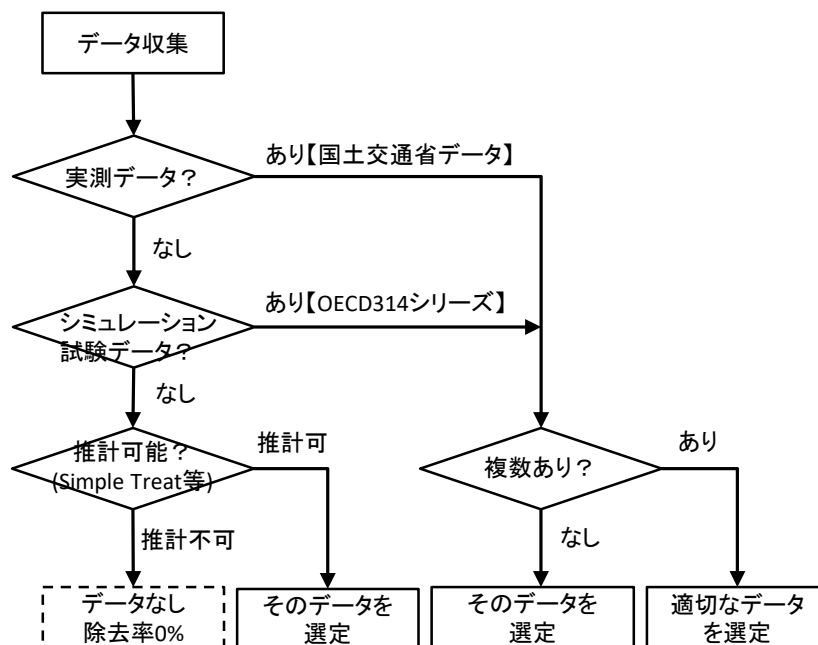 データ収集
あり【国土交通省データ】
実測データ？
なし
あり【OECD314シリーズ】
シミュレーション
試験データ？
なし
推計可能？
(Simple Treat等)
推計可
複数あり？
あり
推計不可
なし
データなし
除去率0%
そのデータを
選定
そのデータを
選定
適切なデータ
を選定